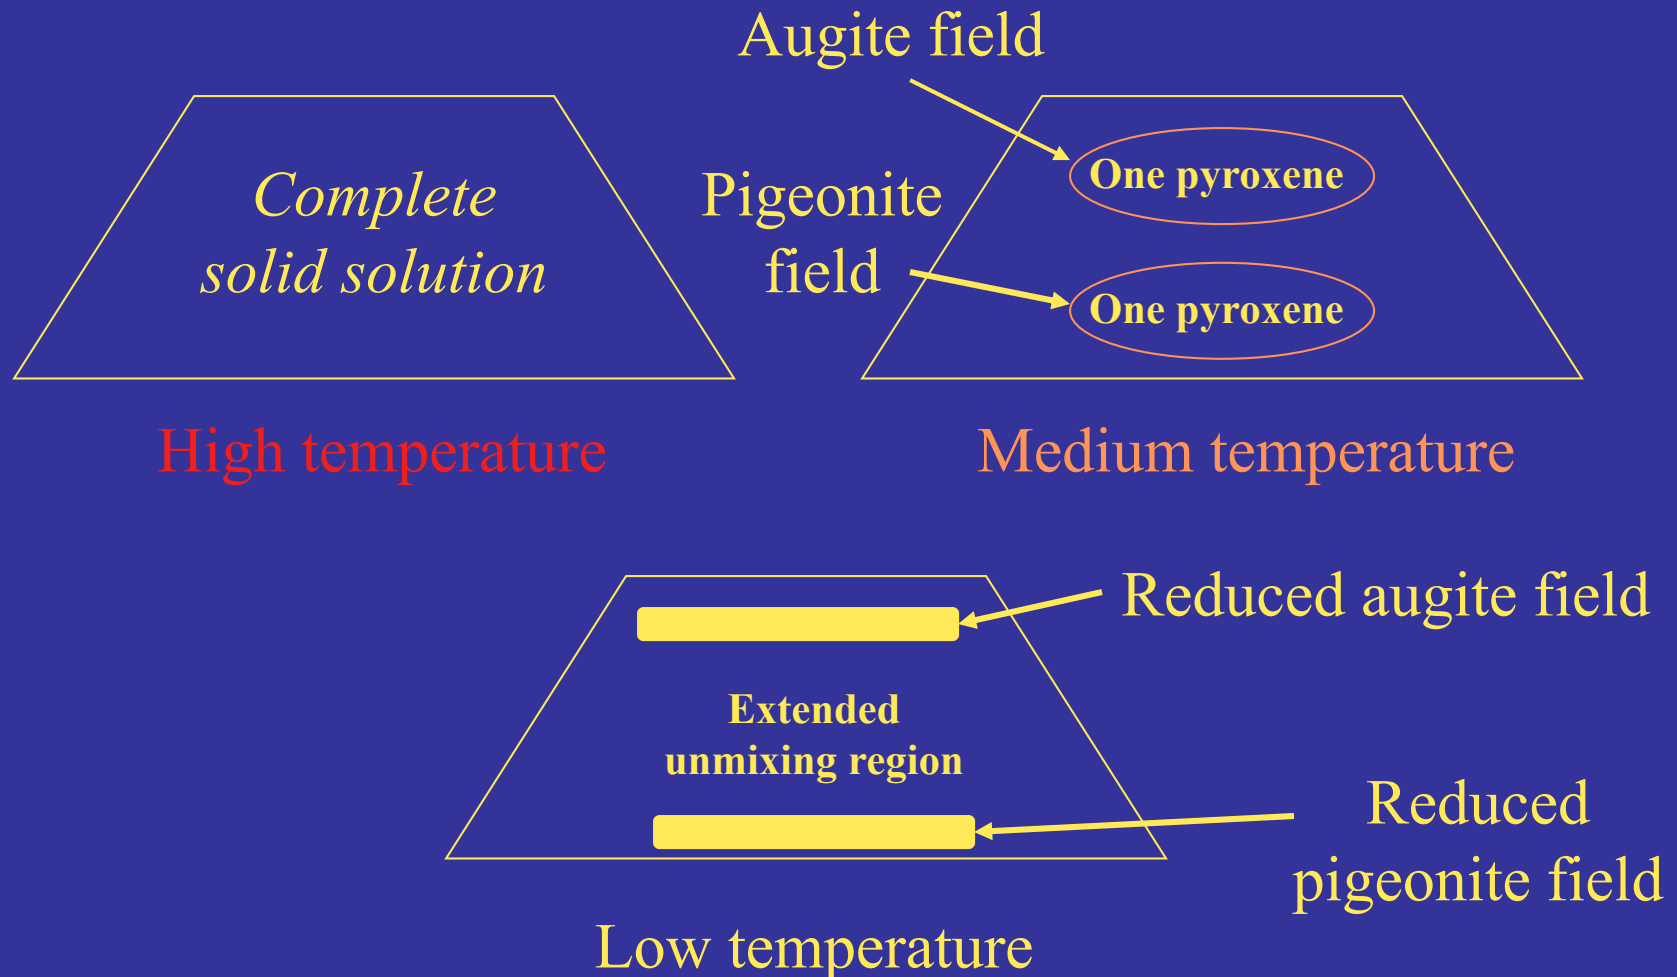 Augite field
Complete
solid solution
One pyroxene
Pigeonite
field
One pyroxene
High temperature
Medium temperature
Reduced augite field
Extended
unmixing region
Reduced
pigeonite field
Low temperature